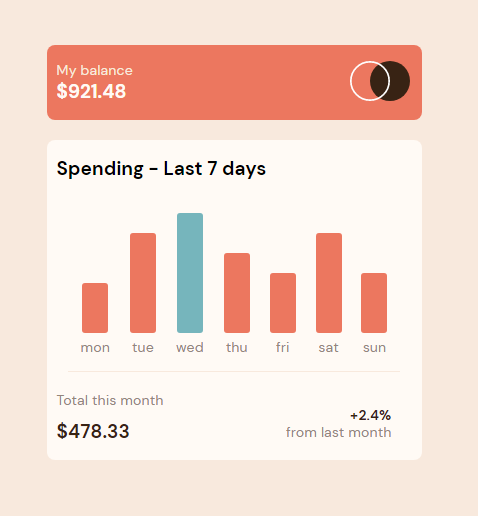 My balance
$921.48
Spending - Last 7 days
mon tue wed thu fri sat sun
Total this month
$478.33
+2.4%
from last month